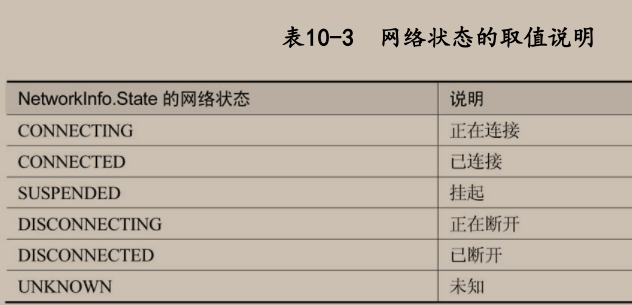 表10-3 网络状态的取值说明
NetworkInfo.State 的网络状态 说明
CONNECTING 正在连接
CONNECTED 已连接
SUSPENDED 挂起
DISCONNECTING 正在断开
DISCONNECTED 已断开
UNKNOWN 未知